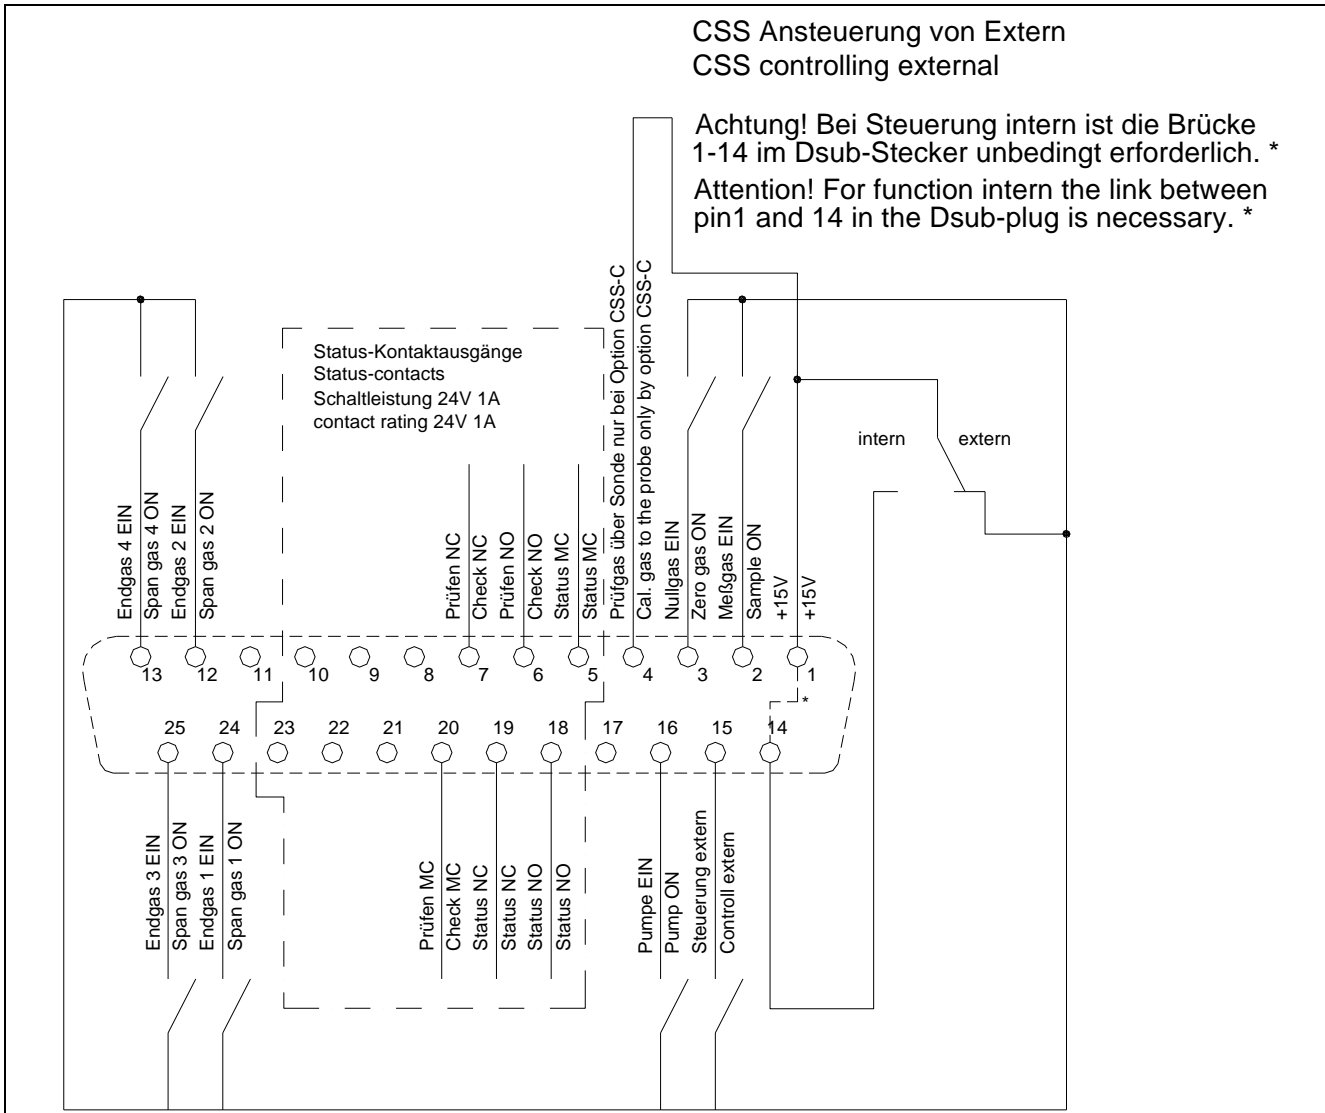 CSS Ansteuerung von Extern
CSS controlling external
Achtung! Bei Steuerung intern ist die Brücke
1-14 im Dsub-Stecker unbedingt erforderlich. *
Attention! For function intern the link between
pin1 and 14 in the Dsub-plug is necessary. *
Status-Kontaktausgänge
Status-contacts
Schaltleistung 24V 1A
contact rating 24V 1A
intern
extern
Endgas 4 EIN
Span gas 4 ON
Endgas 2 EIN
Span gas 2 ON
Prüfen NC
Check NC
Prüfen NO
Check NO
Status MC
Status MC
Prüfgas über Sonde nur bei Option CSS-C
Cal. gas to the probe only by option CSS-C
Nullgas EIN
Zero gas ON
Meßgas EIN
Sample ON
+15V
+15V
13 12 11 10 9 8 7 6 5 4 3 2 1
*
25 24 23 22 21 20 19 18 17 16 15 14
Endgas 3 EIN
Span gas 3 ON
Endgas 1 EIN
Span gas 1 ON
Prüfen MC
Check MC
Status NC
Status NC
Status NO
Status NO
Pumpe EIN
Pump ON
Steuerung extern
Controll extern